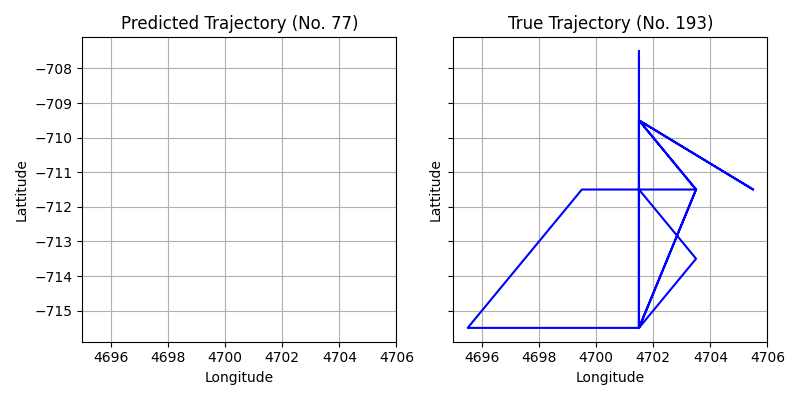 Predicted Trajectory (No. 77)
−708
−709
−710
−711
−712
−713
−714
−715
Lattitude
4696 4698 4700 4702 4704 4706
Longitude
True Trajectory (No. 193)
Lattitude
4696 4698 4700 4702 4704 4706
Longitude